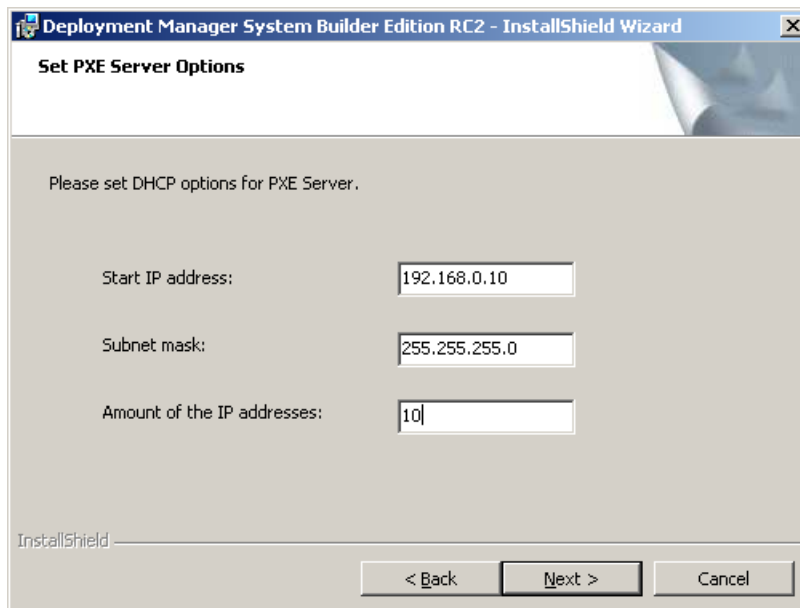 Deployment Manager System Builder Edition RC2 - InstallShield Wizard
Set PXE Server Options
Please set DHCP options for PXE Server.
Start IP address: 192.168.0.10
Subnet mask: 255.255.255.0
Amount of the IP addresses: 10
InstallShield
< Back Next > Cancel